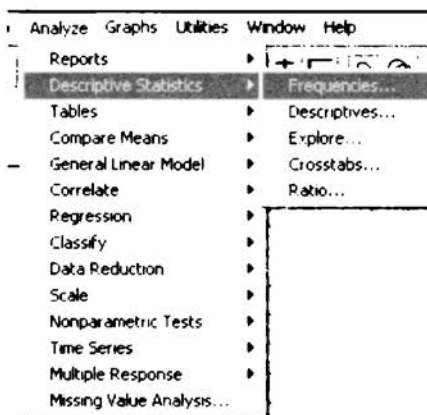 Analyze Graphs Utilities Window Help
Reports
Descriptive Statistics
Tables
Compare Means
General Linear Model
Correlate
Regression
Classify
Data Reduction
Scale
Nonparametric Tests
Time Series
Multiple Response
Missing Value Analysis...
Frequencies...
Descriptives...
Explore...
Crosstabs...
Ratio...